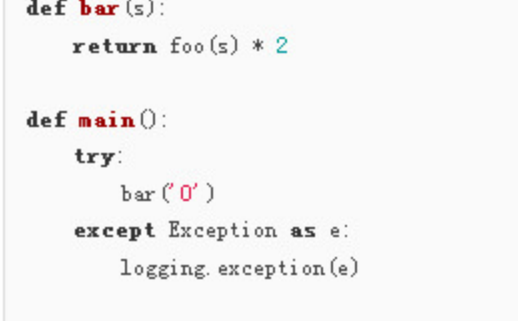 def bar(s):
    return foo(s) * 2

def main():
    try:
        bar('0')
    except Exception as e:
        logging.exception(e)